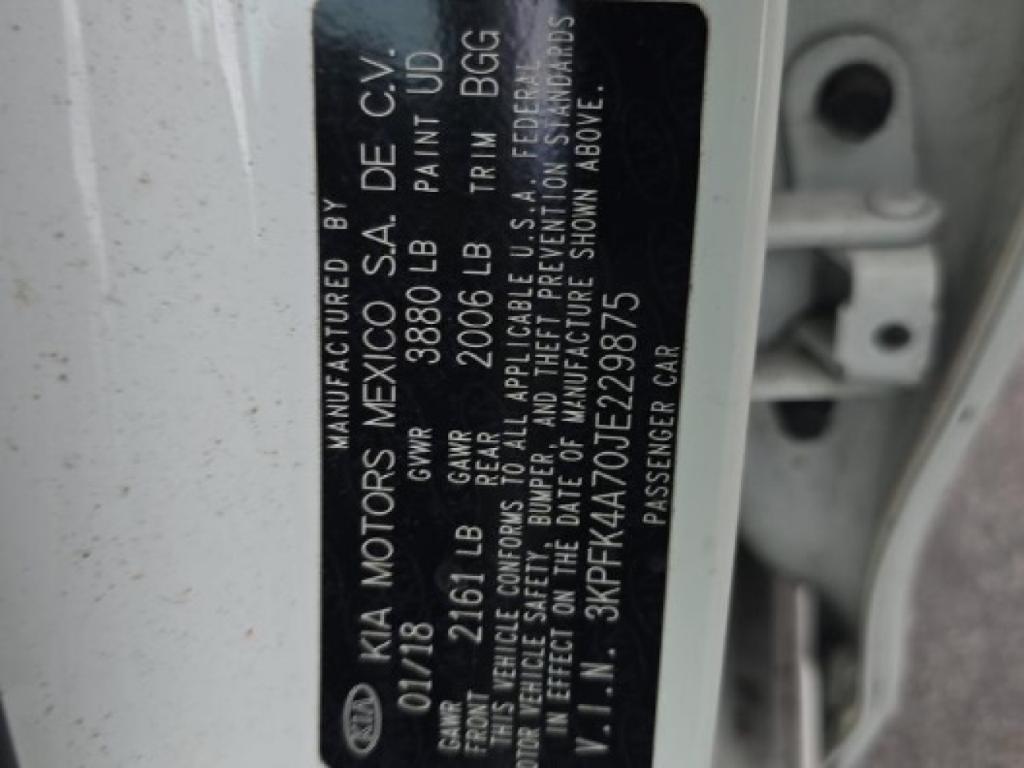 MANUFACTURED BY
KIA KIA MOTORS MEXICO S.A. DE C.V.
01/18 GVWR 3880 LB PAINT UD
GAWR FRONT 2161 LB GAWR REAR 2006 LB TRIM BGG
THIS VEHICLE CONFORMS TO ALL APPLICABLE U.S.A. FEDERAL
OTOR VEHICLE SAFETY, BUMPER, AND THEFT PREVENTION STANDARDS
IN EFFECT ON THE DATE OF MANUFACTURE SHOWN ABOVE.
V.I.N. 3KPFK4A70JE229875
PASSENGER CAR